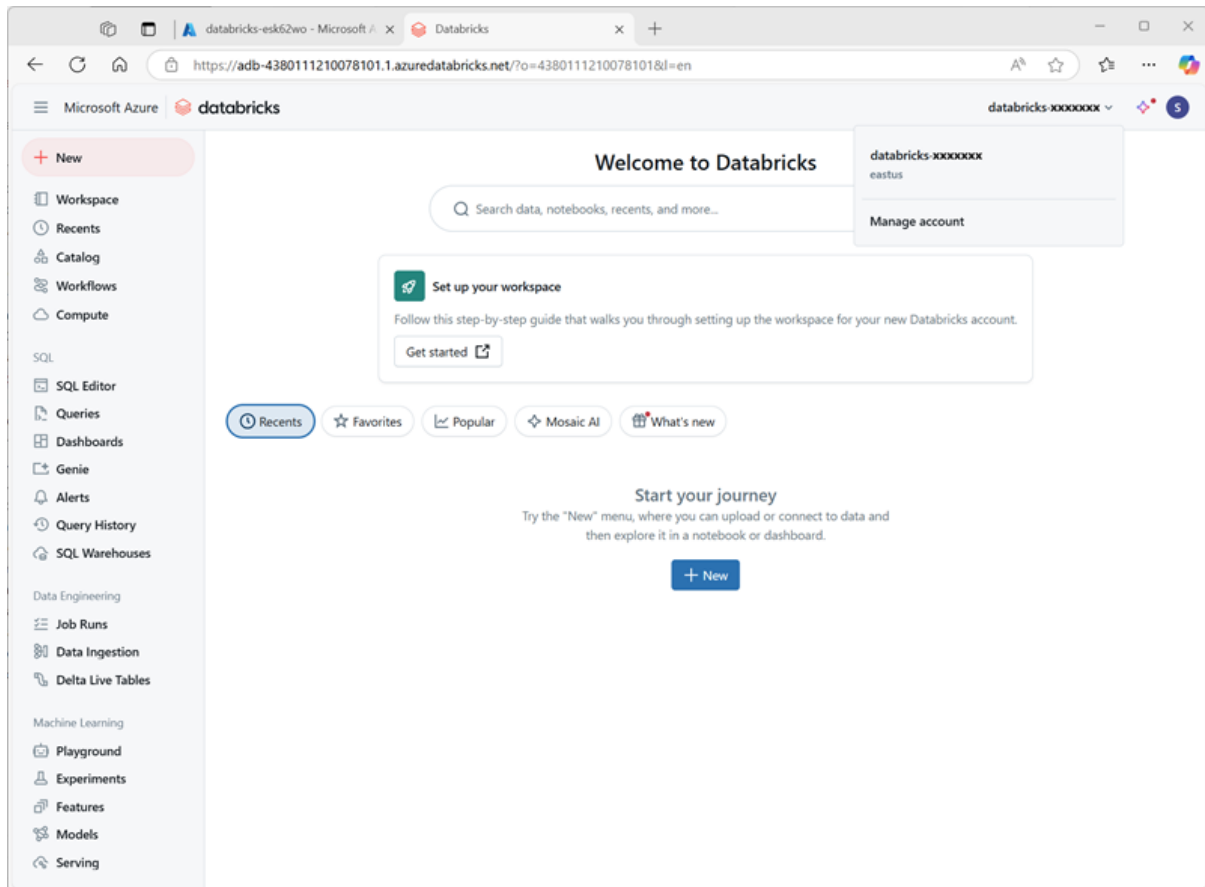 databricks-esk62wo - Microsoft A
Databricks
https://adb-4380111210078101.1.azuredatabricks.net/?o=4380111210078101&l=en
Microsoft Azure
databricks
databricks-xxxxxxx
S
databricks-xxxxxxx
eastus
Manage account
New
Workspace
Recents
Catalog
Workflows
Compute
SQL
SQL Editor
Queries
Dashboards
Genie
Alerts
Query History
SQL Warehouses
Data Engineering
Job Runs
Data Ingestion
Delta Live Tables
Machine Learning
Playground
Experiments
Features
Models
Serving
Welcome to Databricks
Search data, notebooks, recents, and more...
Set up your workspace
Follow this step-by-step guide that walks you through setting up the workspace for your new Databricks account.
Get started
Recents
Favorites
Popular
Mosaic AI
What's new
Start your journey
Try the "New" menu, where you can upload or connect to data and
then explore it in a notebook or dashboard.
New